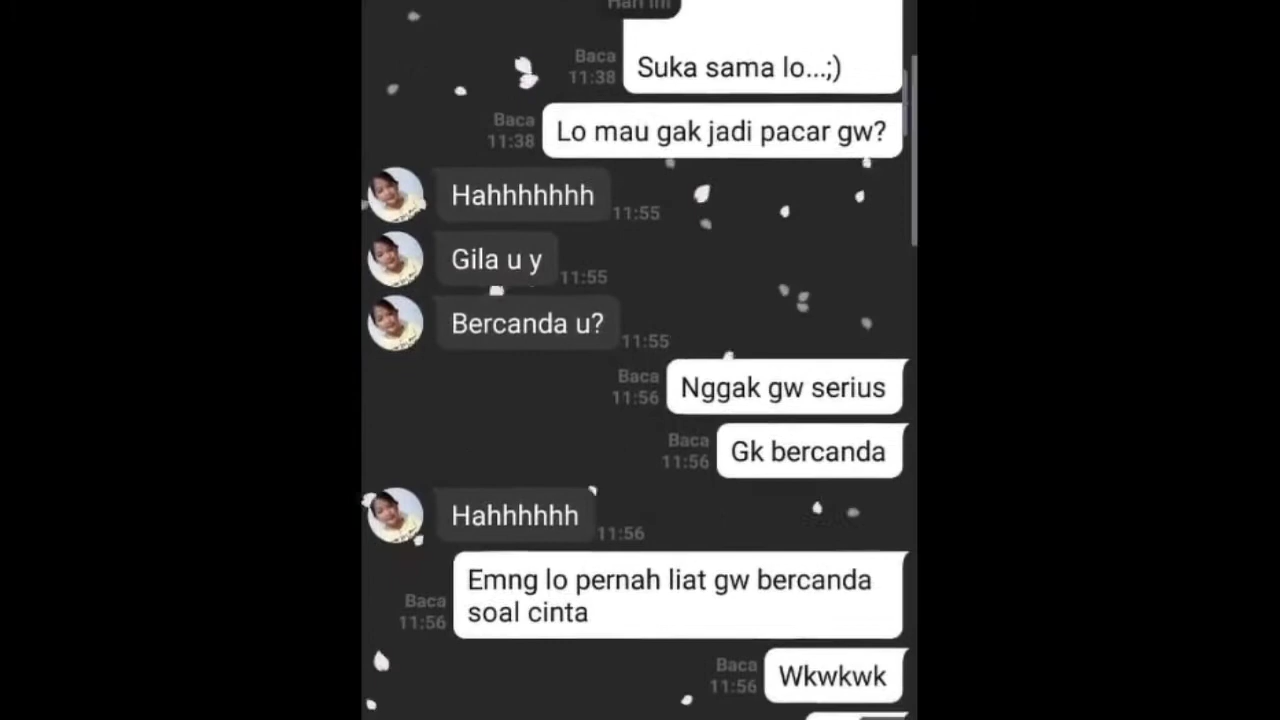 Hari ini
Suka sama lo...;)
Baca
11:38
Lo mau gak jadi pacar gw?
Baca
11:38
Hahhhhhhh
11:55
Gila u y
11:55
Bercanda u?
11:55
Nggak gw serius
Baca
11:56
Gk bercanda
Baca
11:56
Hahhhhhh
11:56
Emng lo pernah liat gw bercanda
soal cinta
Baca
11:56
Wkwkwk
Baca
11:56